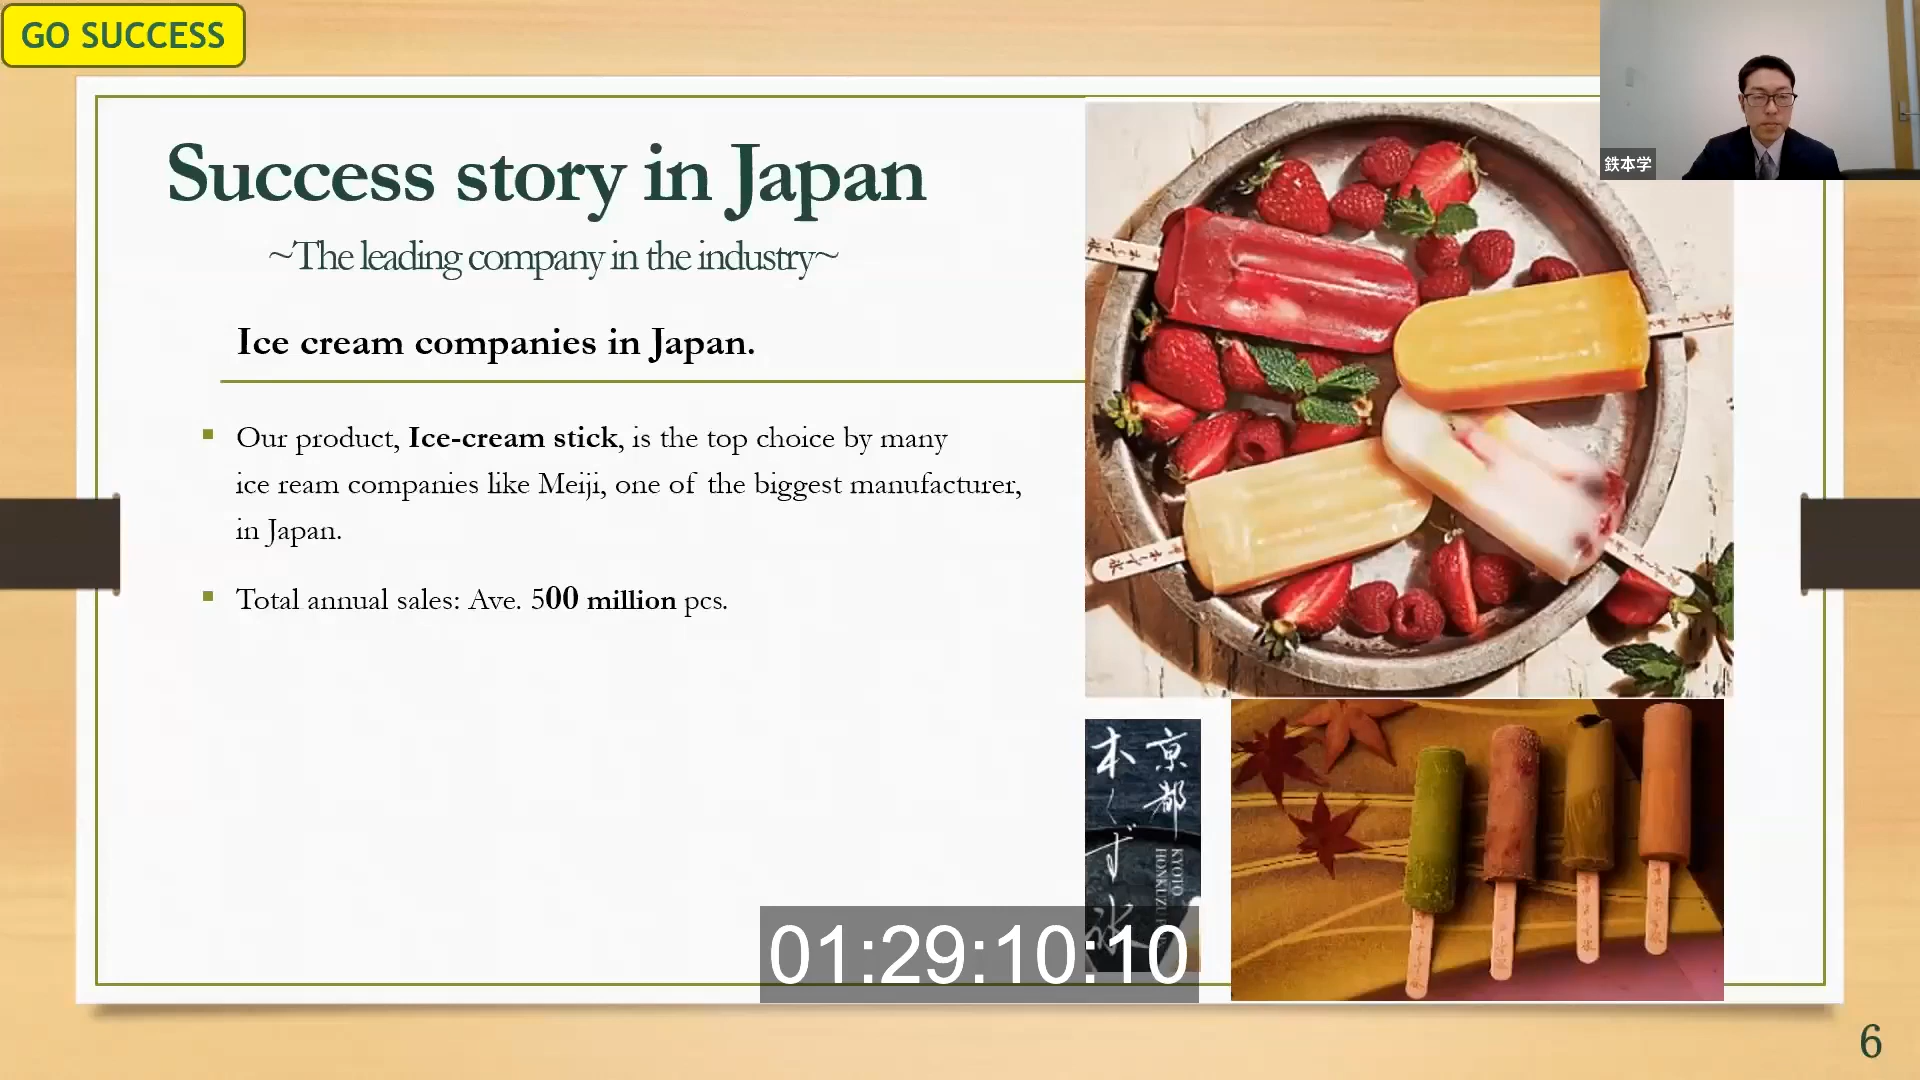 GO SUCCESS
鉄本学
Success story in Japan
~The leading company in the industry~
Ice cream companies in Japan.
Our product, Ice-cream stick, is the top choice by many
ice ream companies like Meiji, one of the biggest manufacturer,
in Japan.
Total annual sales: Ave. 500 million pcs.
京都
本くず氷
KYOTO
HONKUZU
01:29:10:10
6